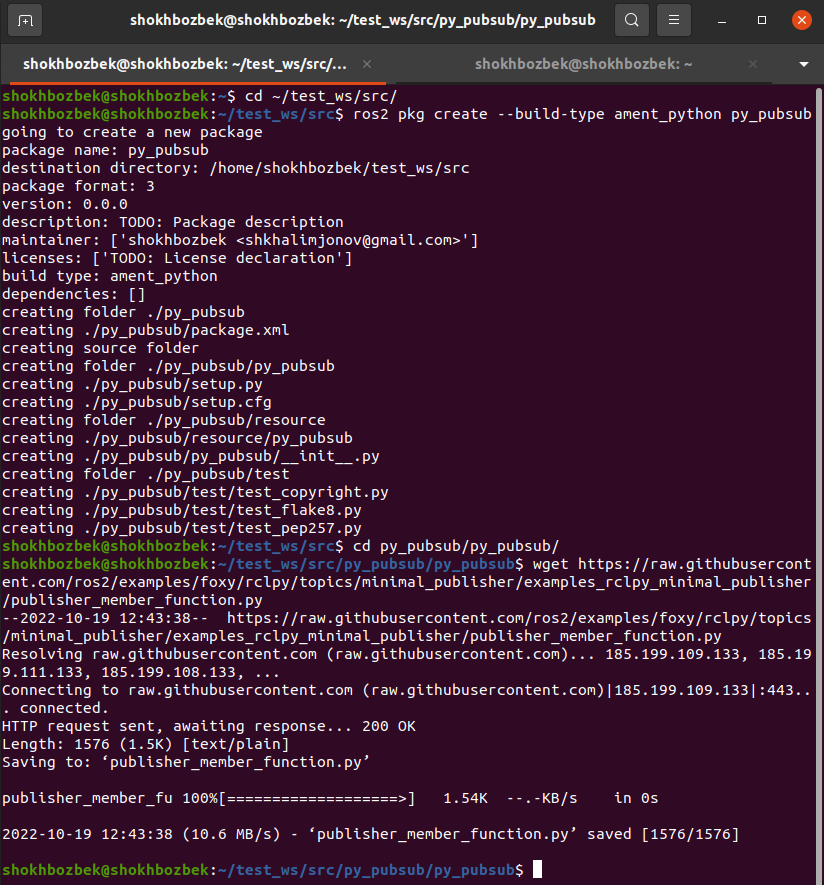 shokhbozbek@shokhbozbek: ~/test_ws/src/py_pubsub/py_pubsub
shokhbozbek@shokhbozbek: ~/test_ws/src/...
shokhbozbek@shokhbozbek: ~
shokhbozbek@shokhbozbek:~$ cd ~/test_ws/src/
shokhbozbek@shokhbozbek:~/test_ws/src$ ros2 pkg create --build-type ament_python py_pubsub
going to create a new package
package name: py_pubsub
destination directory: /home/shokhbozbek/test_ws/src
package format: 3
version: 0.0.0
description: TODO: Package description
maintainer: ['shokhbozbek <shkhalimjonov@gmail.com>']
licenses: ['TODO: License declaration']
build type: ament_python
dependencies: []
creating folder ./py_pubsub
creating ./py_pubsub/package.xml
creating source folder
creating folder ./py_pubsub/py_pubsub
creating ./py_pubsub/setup.py
creating ./py_pubsub/setup.cfg
creating folder ./py_pubsub/resource
creating ./py_pubsub/resource/py_pubsub
creating ./py_pubsub/py_pubsub/__init__.py
creating folder ./py_pubsub/test
creating ./py_pubsub/test/test_copyright.py
creating ./py_pubsub/test/test_flake8.py
creating ./py_pubsub/test/test_pep257.py
shokhbozbek@shokhbozbek:~/test_ws/src$ cd py_pubsub/py_pubsub/
shokhbozbek@shokhbozbek:~/test_ws/src/py_pubsub/py_pubsub$ wget https://raw.githubusercont
ent.com/ros2/examples/foxy/rclpy/topics/minimal_publisher/examples_rclpy_minimal_publisher
/publisher_member_function.py
--2022-10-19 12:43:38--  https://raw.githubusercontent.com/ros2/examples/foxy/rclpy/topics
/minimal_publisher/examples_rclpy_minimal_publisher/publisher_member_function.py
Resolving raw.githubusercontent.com (raw.githubusercontent.com)... 185.199.109.133, 185.19
9.111.133, 185.199.108.133, ...
Connecting to raw.githubusercontent.com (raw.githubusercontent.com)|185.199.109.133|:443..
. connected.
HTTP request sent, awaiting response... 200 OK
Length: 1576 (1.5K) [text/plain]
Saving to: ‘publisher_member_function.py’
publisher_member_fu 100%[===================>]   1.54K  --.-KB/s    in 0s
2022-10-19 12:43:38 (10.6 MB/s) - ‘publisher_member_function.py’ saved [1576/1576]
shokhbozbek@shokhbozbek:~/test_ws/src/py_pubsub/py_pubsub$